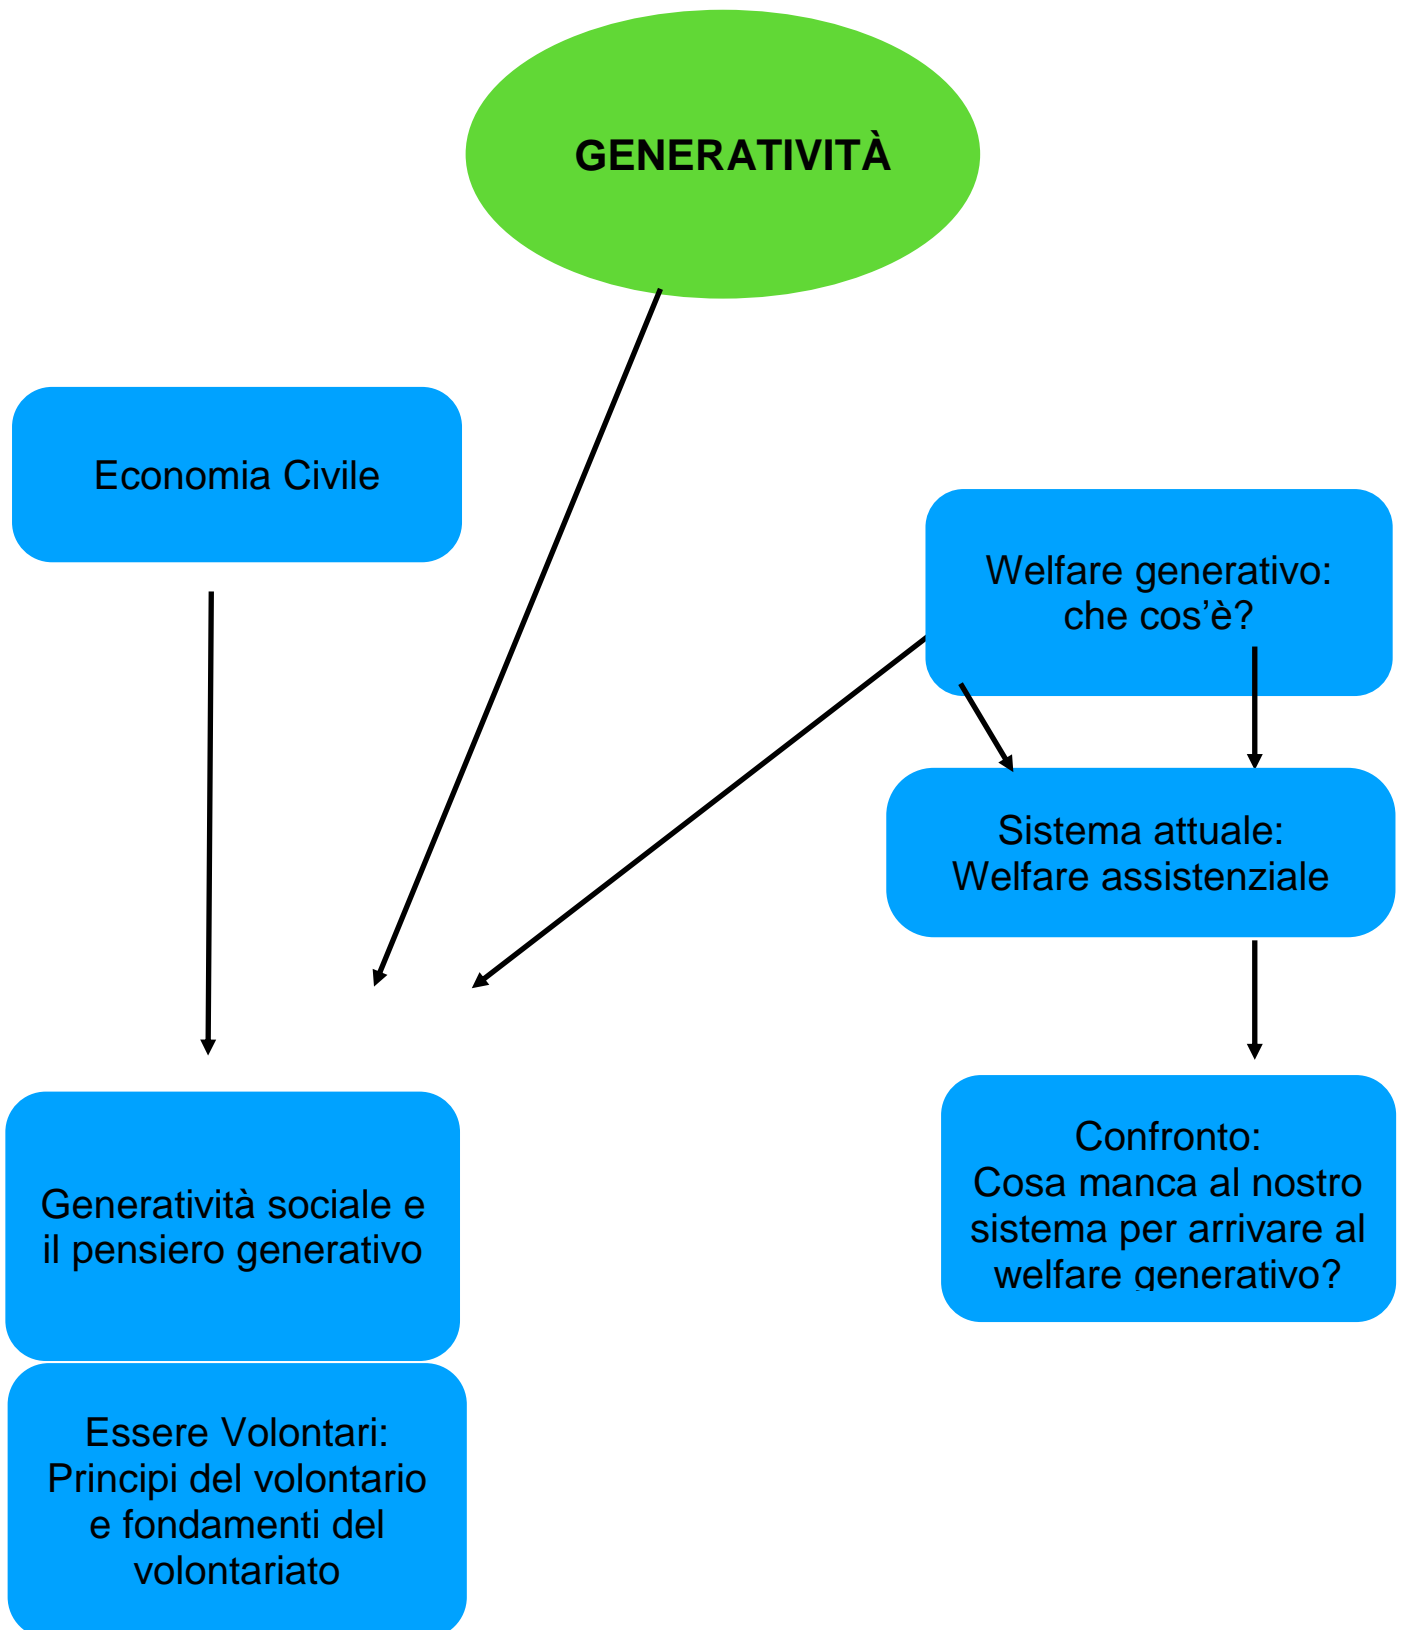 GENERATIVITÀ
Economia Civile
Welfare generativo:
che cos’è?
Sistema attuale:
Welfare assistenziale
Confronto:
Cosa manca al nostro
sistema per arrivare al
welfare generativo?
Generatività sociale e
il pensiero generativo
Essere Volontari:
Principi del volontario
e fondamenti del
volontariato